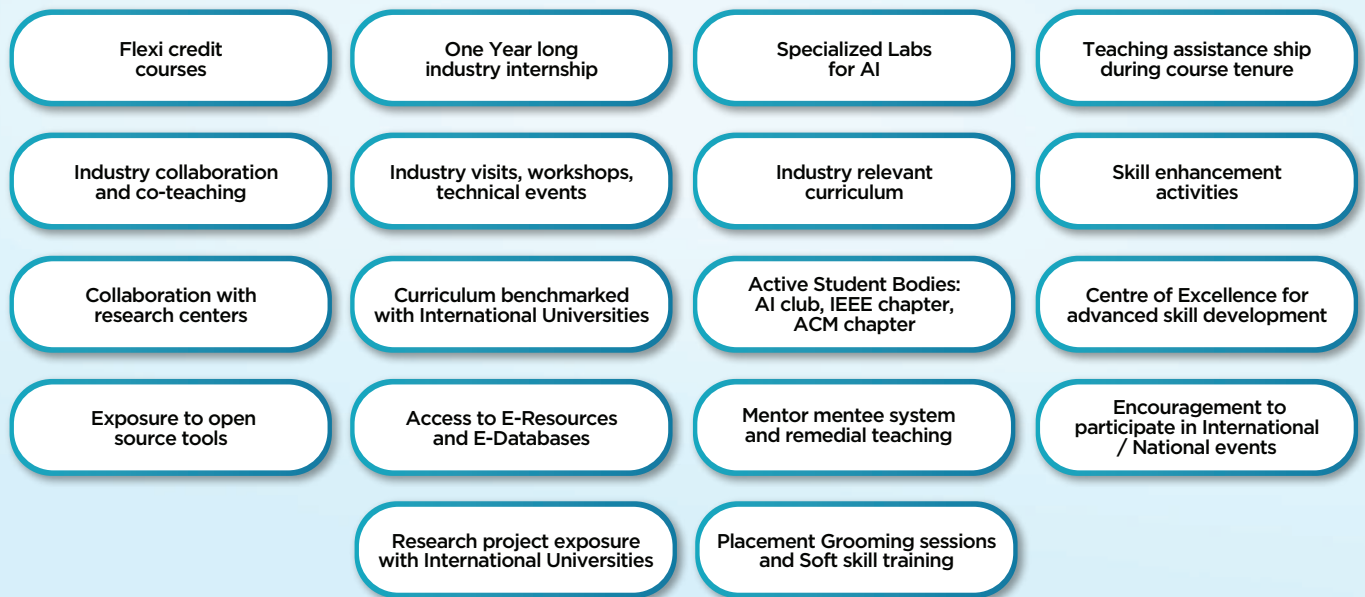 Flexi credit
courses
One Year long
industry internship
Specialized Labs
for AI
Teaching assistance ship
during course tenure
Industry collaboration
and co-teaching
Industry visits, workshops,
technical events
Industry relevant
curriculum
Skill enhancement
activities
Collaboration with
research centers
Curriculum benchmarked
with International Universities
Active Student Bodies:
AI club, IEEE chapter,
ACM chapter
Centre of Excellence for
advanced skill development
Exposure to open
source tools
Access to E-Resources
and E-Databases
Mentor mentee system
and remedial teaching
Encouragement to
participate in International
/ National events
Research project exposure
with International Universities
Placement Grooming sessions
and Soft skill training